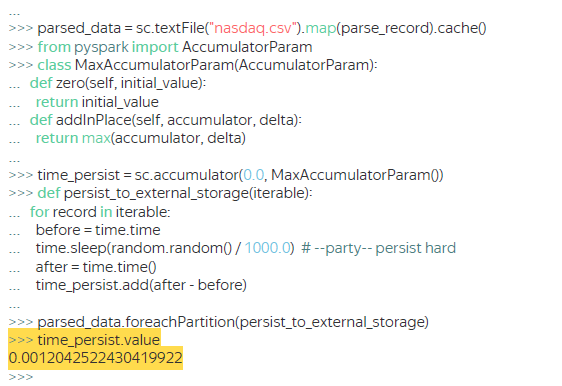 ...
>>> parsed_data = sc.textFile("nasdaq.csv").map(parse_record).cache()
>>> from pyspark import AccumulatorParam
>>> class MaxAccumulatorParam(AccumulatorParam):
...   def zero(self, initial_value):
...     return initial_value
...   def addInPlace(self, accumulator, delta):
...     return max(accumulator, delta)
...
>>> time_persist = sc.accumulator(0.0, MaxAccumulatorParam())
>>> def persist_to_external_storage(iterable):
...   for record in iterable:
...     before = time.time
...     time.sleep(random.random() / 1000.0)  # --party-- persist hard
...     after = time.time()
...     time_persist.add(after - before)
...
>>> parsed_data.foreachPartition(persist_to_external_storage)
>>> time_persist.value
0.0012042522430419922
>>>